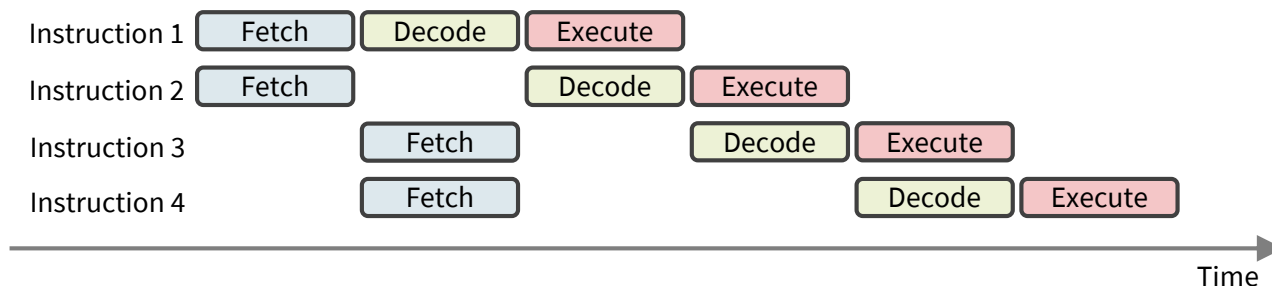 Instruction 1 Fetch Decode Execute
Instruction 2 Fetch Decode Execute
Instruction 3 Fetch Decode Execute
Instruction 4 Fetch Decode Execute
Time